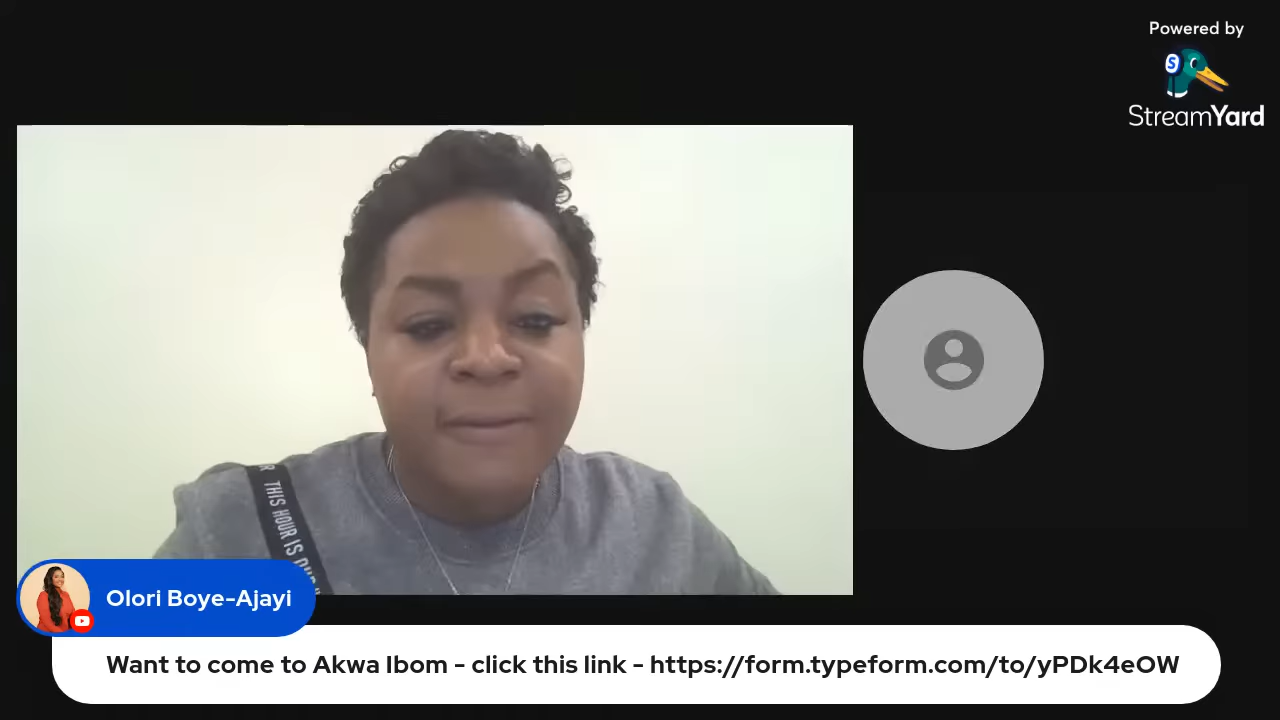 Powered by
S
StreamYard
THIS HOUR IS
Olori Boye-Ajayi
Want to come to Akwa Ibom - click this link - https://form.typeform.com/to/yPDk4eOW